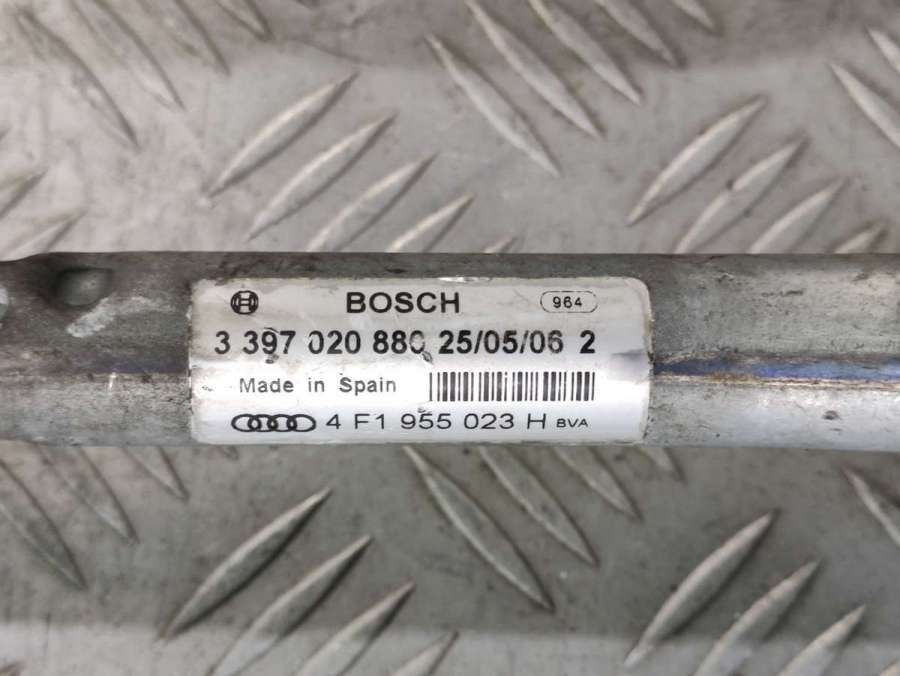 BOSCH 964
3 397 020 880 25/05/06 2
Made in Spain
4 F1 955 023 H BVA